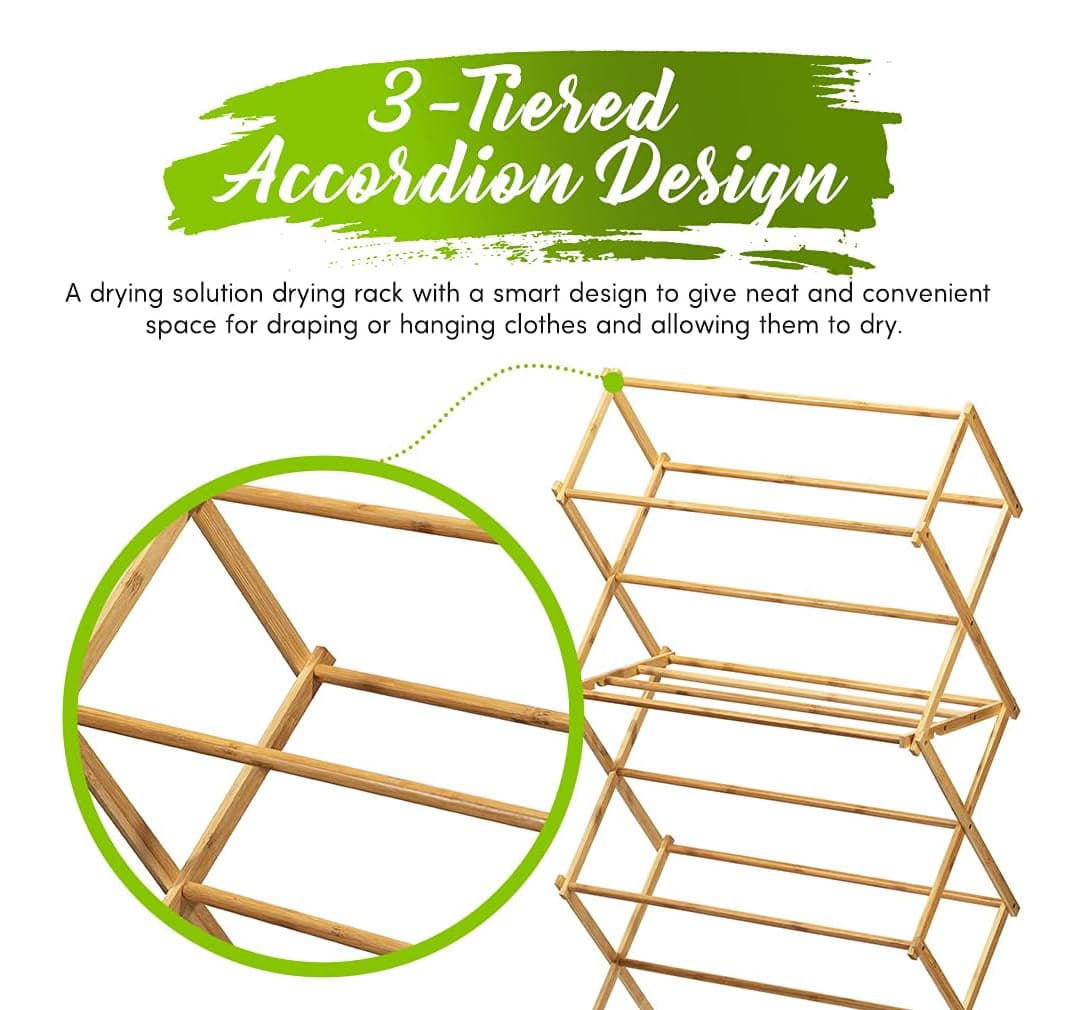 3-Tiered
Accordion Design
A drying solution drying rack with a smart design to give neat and convenient
space for draping or hanging clothes and allowing them to dry.